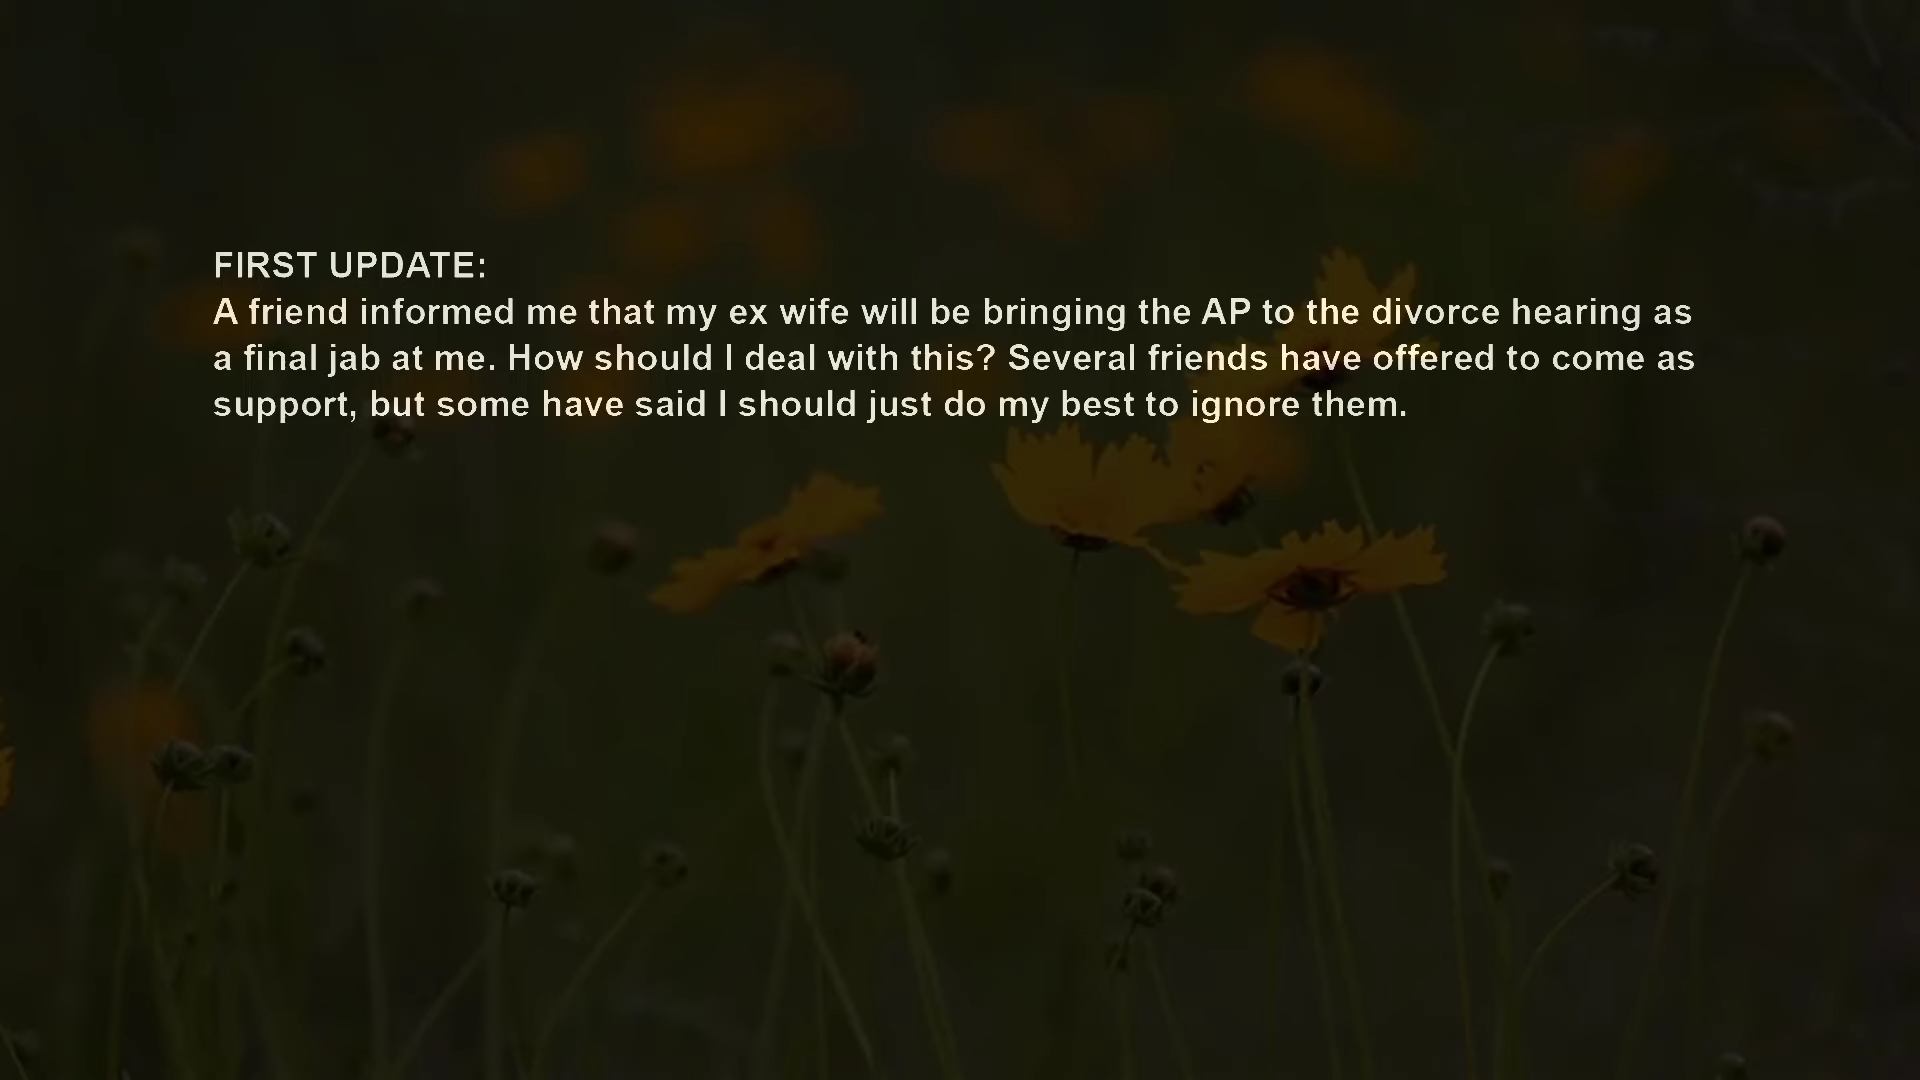 FIRST UPDATE:
A friend informed me that my ex wife will be bringing the AP to the divorce hearing as
a final jab at me. How should I deal with this? Several friends have offered to come as
support, but some have said I should just do my best to ignore them.